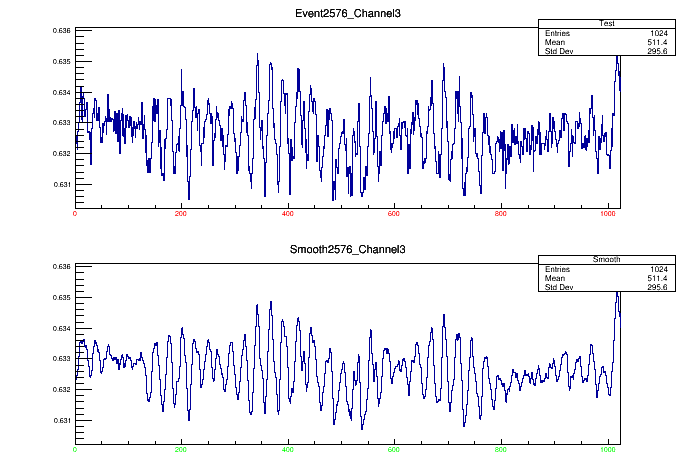 Event2576_Channel3
Test
Entries 1024
Mean 511.4
Std Dev 295.6
0.636
0.635
0.634
0.633
0.632
0.631
0 200 400 600 800 1000
Smooth2576_Channel3
Smooth
Entries 1024
Mean 511.4
Std Dev 295.6
0.636
0.635
0.634
0.633
0.632
0.631
0 200 400 600 800 1000